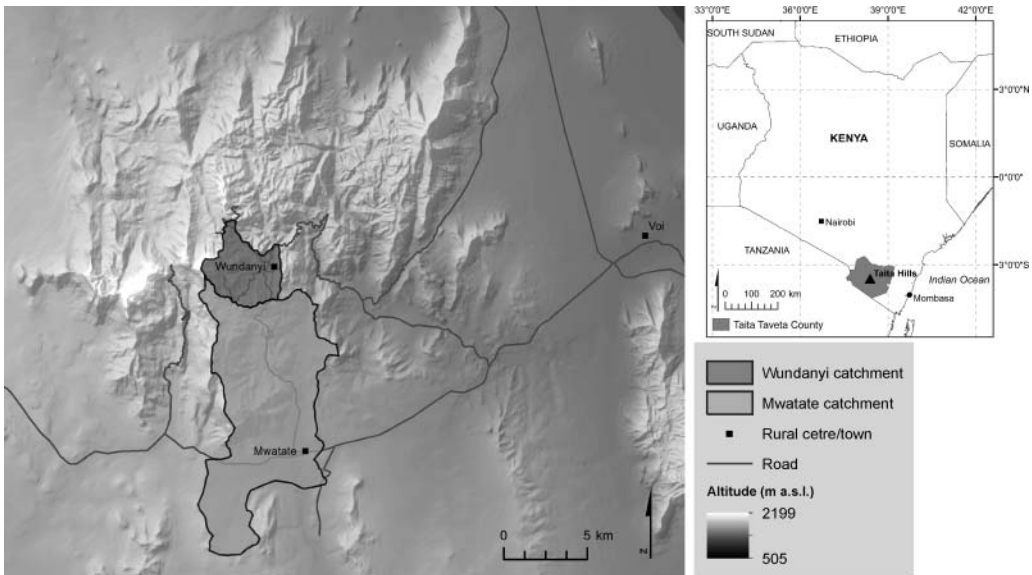 Voi
Wundanyi
Mwatate
0 5 km
z
33°0'0"E 36°0'0"E 39°0'0"E 42°0'0"E
SOUTH SUDAN
ETHIOPIA
3°0'0"N
UGANDA
KENYA
SOMALIA
0°0'0"
Nairobi
TANZANIA
3°0'0"S
Taita Hills
Indian Ocean
Mombasa
0 100 200 km
z
Taita Taveta County
Wundanyi catchment
Mwatate catchment
Rural cetre/town
Road
Altitude (m a.s.l.)
2199
505